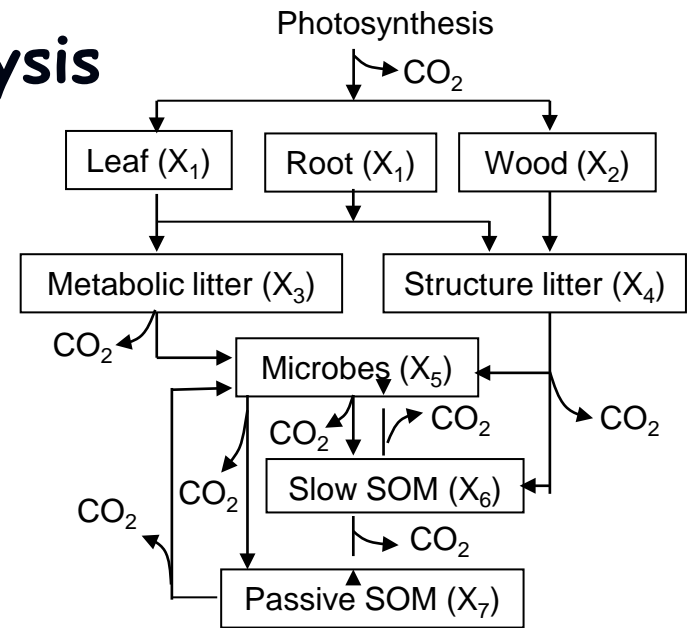 Photosynthesis
ysis
CO₂
Leaf (X₁)
Root (X₁)
Wood (X₂)
Metabolic litter (X₃)
Structure litter (X₄)
CO₂
Microbes (X₅)
CO₂
CO₂
CO₂
Slow SOM (X₆)
CO₂
CO₂
CO₂
Passive SOM (X₇)